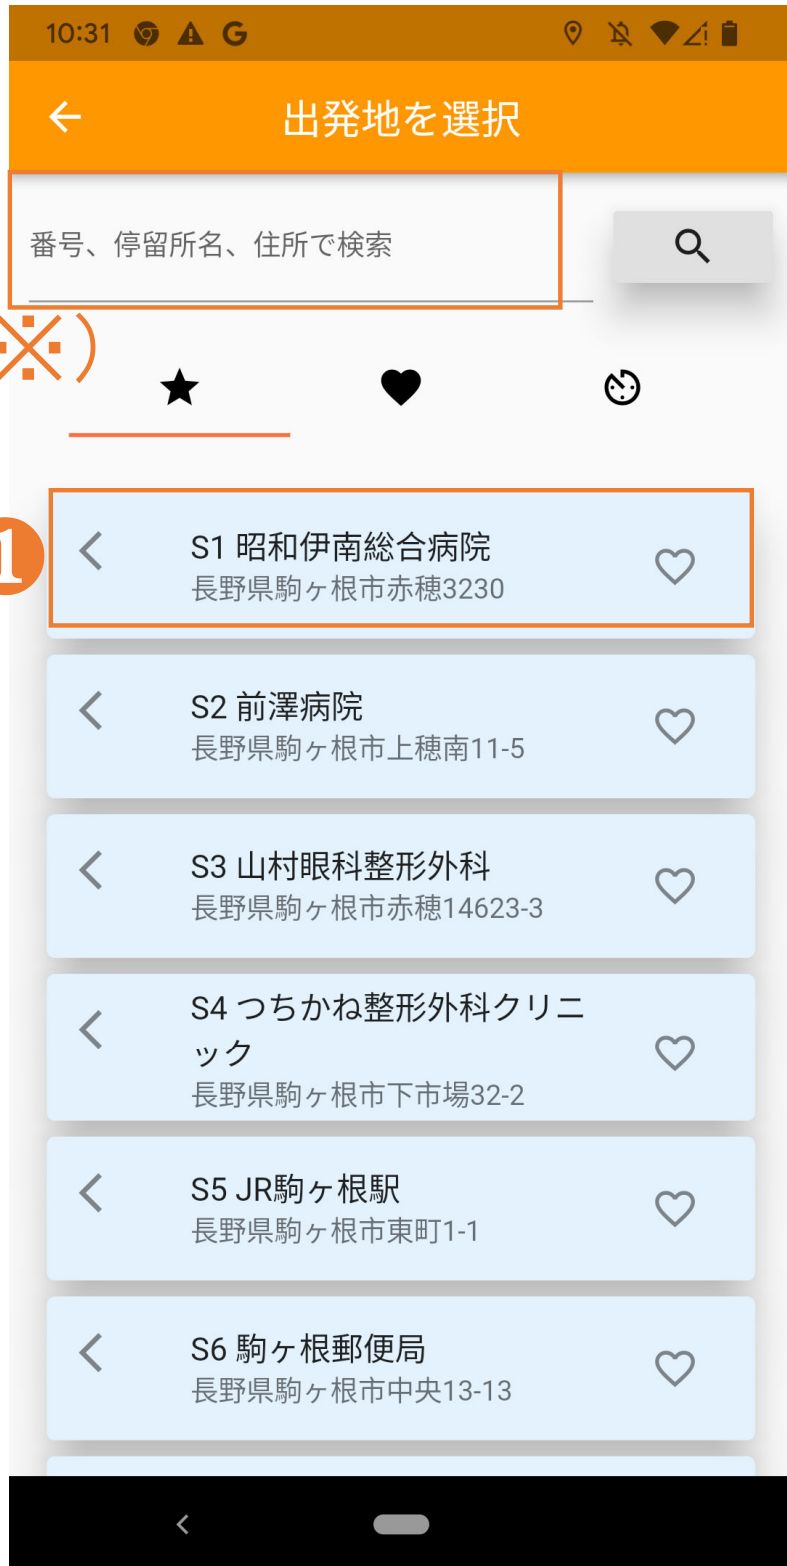 10:31
出発地を選択
番号、停留所名、住所で検索
※)
1
S1 昭和伊南総合病院
長野県駒ヶ根市赤穂3230
S2 前澤病院
長野県駒ヶ根市上穂南11-5
S3 山村眼科整形外科
長野県駒ヶ根市赤穂14623-3
S4 つちかね整形外科クリニ
ック
長野県駒ヶ根市下市場32-2
S5 JR駒ヶ根駅
長野県駒ヶ根市東町1-1
S6 駒ヶ根郵便局
長野県駒ヶ根市中央13-13